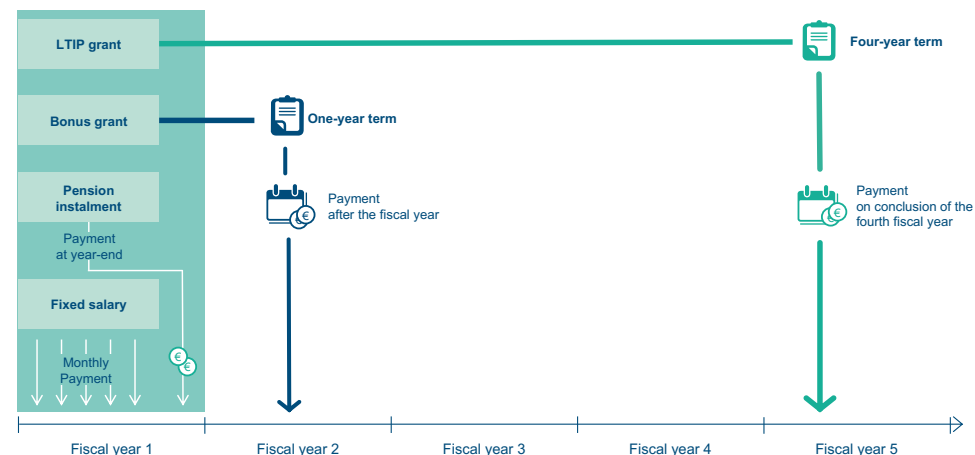 LTIP grant
Four-year term
Bonus grant
One-year term
Pension
instalment
Payment
after the fiscal year
Payment
on conclusion of the
fourth fiscal year
Payment
at year-end
Fixed salary
€
€
€
€
€
€
Monthly
Payment
Fiscal year 1
Fiscal year 2
Fiscal year 3
Fiscal year 4
Fiscal year 5